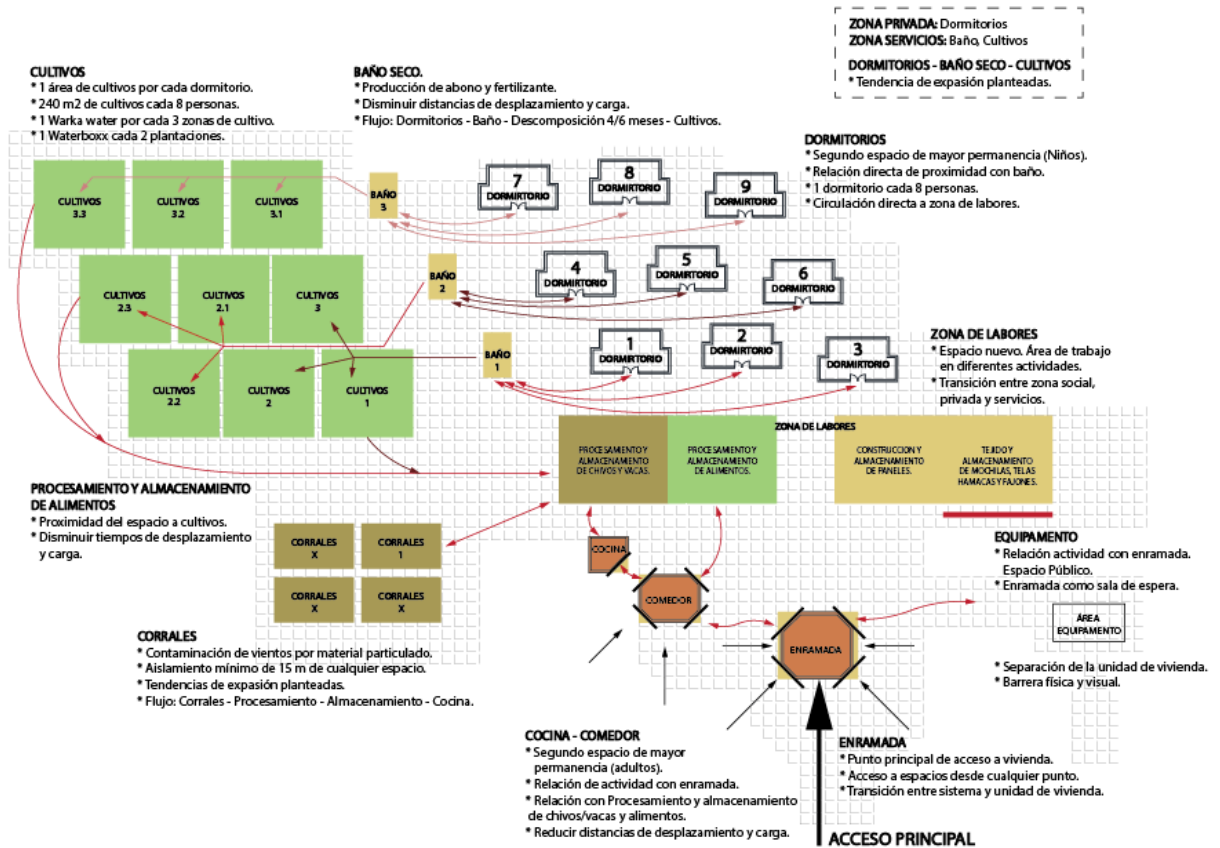 ZONA PRIVADA: Dormitorios
ZONA SERVICIOS: Baño, Cultivos
DORMITORIOS - BAÑO SECO - CULTIVOS
* Tendencia de expasión planteadas.
CULTIVOS
* 1 área de cultivos por cada dormitorio.
* 240 m2 de cultivos cada 8 personas.
* 1 Warka water por cada 3 zonas de cultivo.
* 1 Waterboxx cada 2 plantaciones.
BAÑO SECO.
* Producción de abono y fertilizante.
* Disminuir distancias de desplazamiento y carga.
* Flujo: Dormitorios - Baño - Descomposición 4/6 meses - Cultivos.
DORMITORIOS
* Segundo espacio de mayor permanencia (Niños).
* Relación directa de proximidad con baño.
* 1 dormitorio cada 8 personas.
* Circulación directa a zona de labores.
CULTIVOS
3.3
CULTIVOS
3.2
CULTIVOS
3.1
BAÑO
3
7
DORMITORIO
8
DORMITORIO
9
DORMITORIO
CULTIVOS
2.3
CULTIVOS
2.1
CULTIVOS
3
BAÑO
2
4
DORMIRTORIO
5
DORMIRTORIO
6
DORMIRTORIO
CULTIVOS
2.2
CULTIVOS
2
CULTIVOS
1
BAÑO
1
1
DORMITORIO
2
DORMITORIO
3
DORMITORIO
ZONA DE LABORES
* Espacio nuevo. Área de trabajo
en diferentes actividades.
* Transición entre zona social,
privada y servicios.
ZONA DE LABORES
PROCESAMIENTO Y
ALMACENAMIENTO
DE CHIVOS Y VACAS.
PROCESAMIENTO Y
ALMACENAMIENTO
DE ALIMENTOS.
CONSTRUCCION Y
ALMACENAMIENTO
DE PANELES.
TEJIDO Y
ALMACENAMIENTO
DE MOCHILAS, TELAS
HAMACAS Y FAJONES.
PROCESAMIENTO Y ALMACENAMIENTO
DE ALIMENTOS
* Proximidad del espacio a cultivos.
* Disminuir tiempos de desplazamiento
y carga.
CORRALES
X
CORRALES
1
CORRALES
X
CORRALES
X
COCINA
COMEDOR
ENRAMADA
EQUIPAMENTO
* Relación actividad con enramada.
Espacio Público.
* Enramada como sala de espera.
ÁREA
EQUIPAMENTO
* Separación de la unidad de vivienda.
* Barrera física y visual.
CORRALES
* Contaminación de vientos por material particulado.
* Aislamiento mínimo de 15 m de cualquier espacio.
* Tendencias de expasión planteadas.
* Flujo: Corrales - Procesamiento - Almacenamiento - Cocina.
COCINA - COMEDOR
* Segundo espacio de mayor
permanencia (adultos).
* Relación de actividad con enramada.
* Relación con Procesamiento y almacenamiento
de chivos/vacas y alimentos.
* Reducir distancias de desplazamiento y carga.
ENRAMADA
* Punto principal de acceso a vivienda.
* Acceso a espacios desde cualquier punto.
* Transición entre sistema y unidad de vivienda.
ACCESO PRINCIPAL